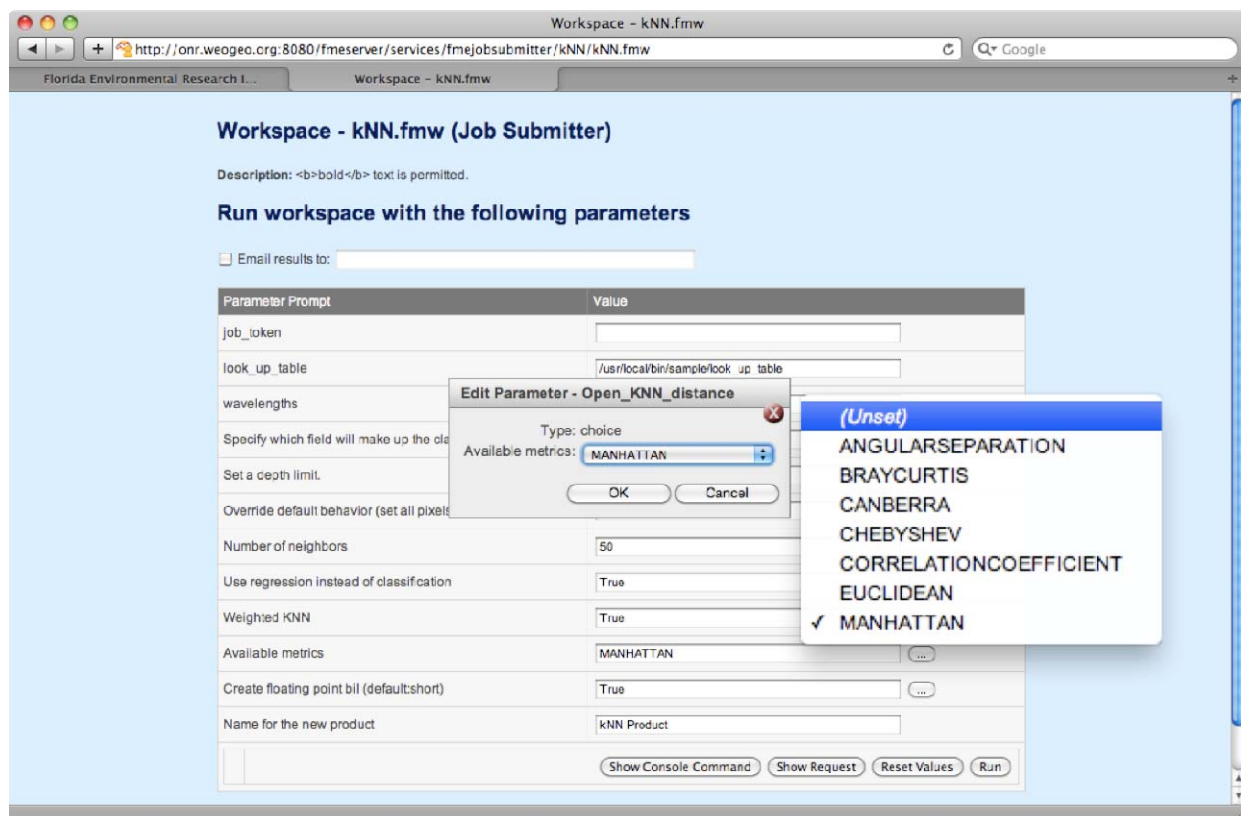 Workspace - kNN.fmw
http://onr.weogeo.org:8080/fmeserver/services/fmejobsubmitter/kNN/kNN.fmw
Google
Florida Environmental Research I...
Workspace - kNN.fmw
Workspace - kNN.fmw (Job Submitter)
Description: <b>bold</b> text is permitted.
Run workspace with the following parameters
Email results to:
Parameter Prompt Value
job_token
look_up_table /usr/local/bin/sample/look_up_table
wavelengths
Specify which field will make up the cla
Set a depth limit.
Override default behavior (set all pixels
Number of neighbors 50
Use regression instead of classification True
Weighted KNN True
Available metrics MANHATTAN ...
Create floating point bil (default:short) True ...
Name for the new product kNN Product
Show Console Command Show Request Reset Values Run
Edit Parameter - Open_KNN_distance
Type: choice
Available metrics: MANHATTAN
OK Cancel
(Unset)
ANGULARSEPARATION
BRAYCURTIS
CANBERRA
CHEBYSHEV
CORRELATIONCOEFFICIENT
EUCLIDEAN
✓ MANHATTAN